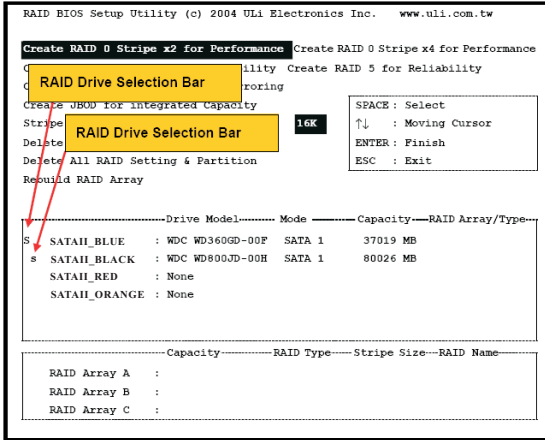 RAID BIOS Setup Utility (c) 2004 ULi Electronics Inc. www.uli.com.tw
Create RAID 0 Stripe x2 for Performance Create RAID 0 Stripe x4 for Performance
ility Create RAID 5 for Reliability
RAID Drive Selection Bar
roring
Create JBOD for integrated Capacity
SPACE : Select
Stripe
RAID Drive Selection Bar
16K
↑↓ : Moving Cursor
Delete
ENTER : Finish
Delete All RAID Setting & Partition
ESC : Exit
Rebuild RAID Array
Drive Model Mode Capacity RAID Array/Type
S SATAII_BLUE : WDC WD360GD-00F SATA 1 37019 MB
s SATAII_BLACK : WDC WD800JD-00H SATA 1 80026 MB
SATAII_RED : None
SATAII_ORANGE : None
Capacity RAID Type Stripe Size RAID Name
RAID Array A :
RAID Array B :
RAID Array C :